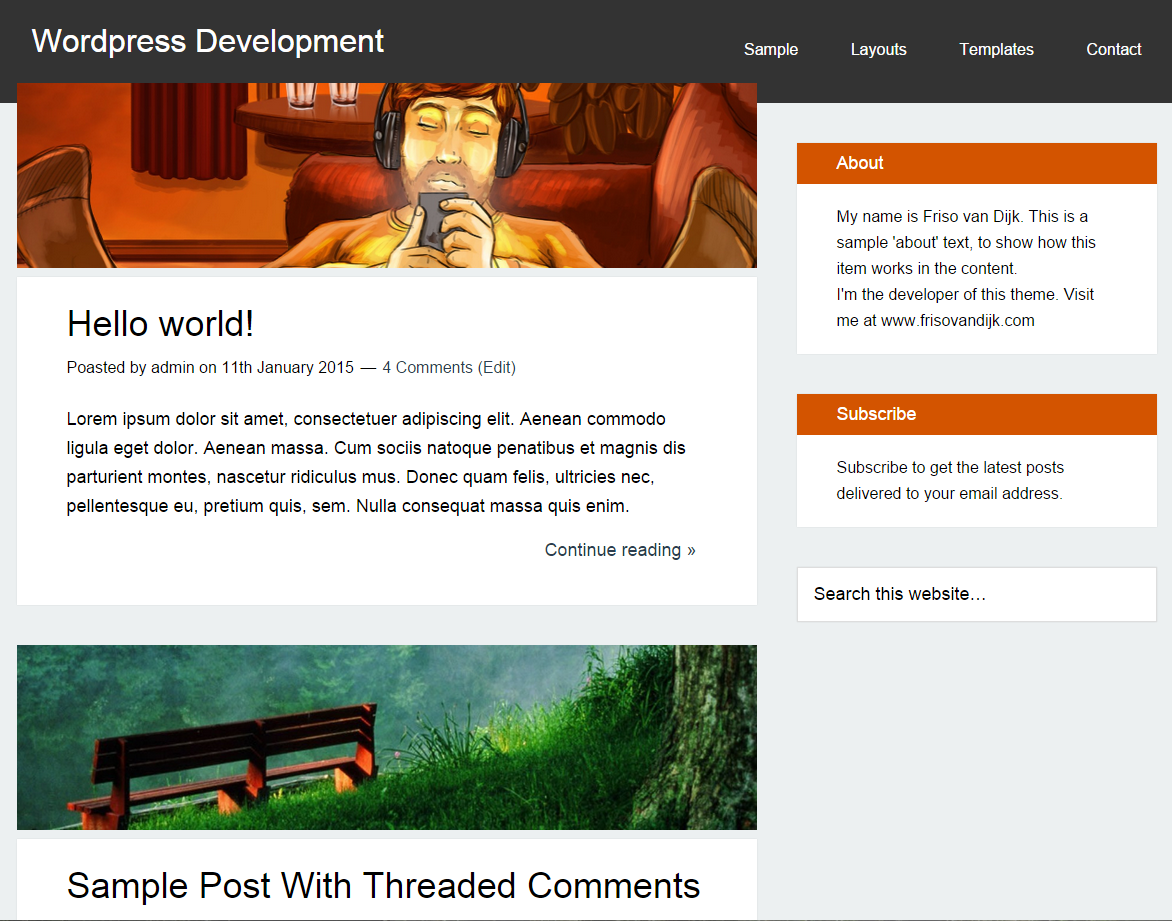 Wordpress Development
Sample Layouts Templates Contact
Hello world!
Poasted by admin on 11th January 2015 — 4 Comments (Edit)
Lorem ipsum dolor sit amet, consectetuer adipiscing elit. Aenean commodo
ligula eget dolor. Aenean massa. Cum sociis natoque penatibus et magnis dis
parturient montes, nascetur ridiculus mus. Donec quam felis, ultricies nec,
pellentesque eu, pretium quis, sem. Nulla consequat massa quis enim.
Continue reading »
Sample Post With Threaded Comments
About
My name is Friso van Dijk. This is a
sample 'about' text, to show how this
item works in the content.
I'm the developer of this theme. Visit
me at www.frisovandijk.com
Subscribe
Subscribe to get the latest posts
delivered to your email address.
Search this website…